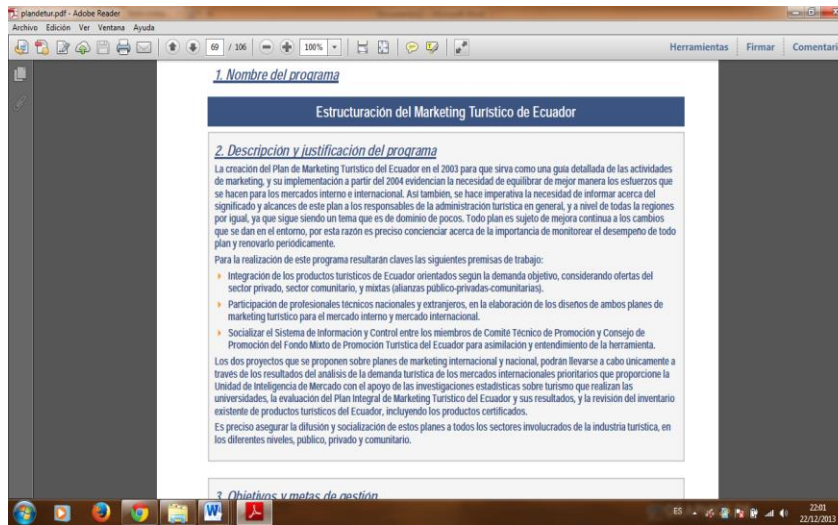 plandetur.pdf - Adobe Reader
Archivo Edición Ver Ventana Ayuda
69 / 106 100% Herramientas Firmar Comentari
1. Nombre del programa
Estructuración del Marketing Turístico de Ecuador
2. Descripción y justificación del programa
La creación del Plan de Marketing Turístico del Ecuador en el 2003 para que sirva como una guía detallada de las actividades
de marketing, y su implementación a partir del 2004 evidencian la necesidad de equilibrar de mejor manera los esfuerzos que
se hacen para los mercados interno e internacional. Así también, se hace imperativa la necesidad de informar acerca del
significado y alcances de este plan a los responsables de la administración turística en general, y a nivel de todas la regiones
por igual, ya que sigue siendo un tema que es de dominio de pocos. Todo plan es sujeto de mejora continua a los cambios
que se dan en el entorno, por esta razón es preciso concienciar acerca de la importancia de monitorear el desempeño de todo
plan y renovarlo periódicamente.
Para la realización de este programa resultarán claves las siguientes premisas de trabajo:
Integración de los productos turísticos de Ecuador orientados según la demanda objetivo, considerando ofertas del
sector privado, sector comunitario, y mixtas (alianzas público-privadas-comunitarias).
Participación de profesionales técnicos nacionales y extranjeros, en la elaboración de los diseños de ambos planes de
marketing turístico para el mercado interno y mercado internacional.
Socializar el Sistema de Información y Control entre los miembros de Comité Técnico de Promoción y Consejo de
Promoción del Fondo Mixto de Promoción Turística del Ecuador para asimilación y entendimiento de la herramienta.
Los dos proyectos que se proponen sobre planes de marketing internacional y nacional, podrán llevarse a cabo únicamente a
través de los resultados del análisis de la demanda turística de los mercados internacionales prioritarios que proporcione la
Unidad de Inteligencia de Mercado con el apoyo de las investigaciones estadísticas sobre turismo que realizan las
universidades, la evaluación del Plan Integral de Marketing Turístico del Ecuador y sus resultados, y la revisión del inventario
existente de productos turísticos del Ecuador, incluyendo los productos certificados.
Es preciso asegurar la difusión y socialización de estos planes a todos los sectores involucrados de la industria turística, en
los diferentes niveles, público, privado y comunitario.
3. Objetivos y metas de gestión
ES 22:01
22/12/2013